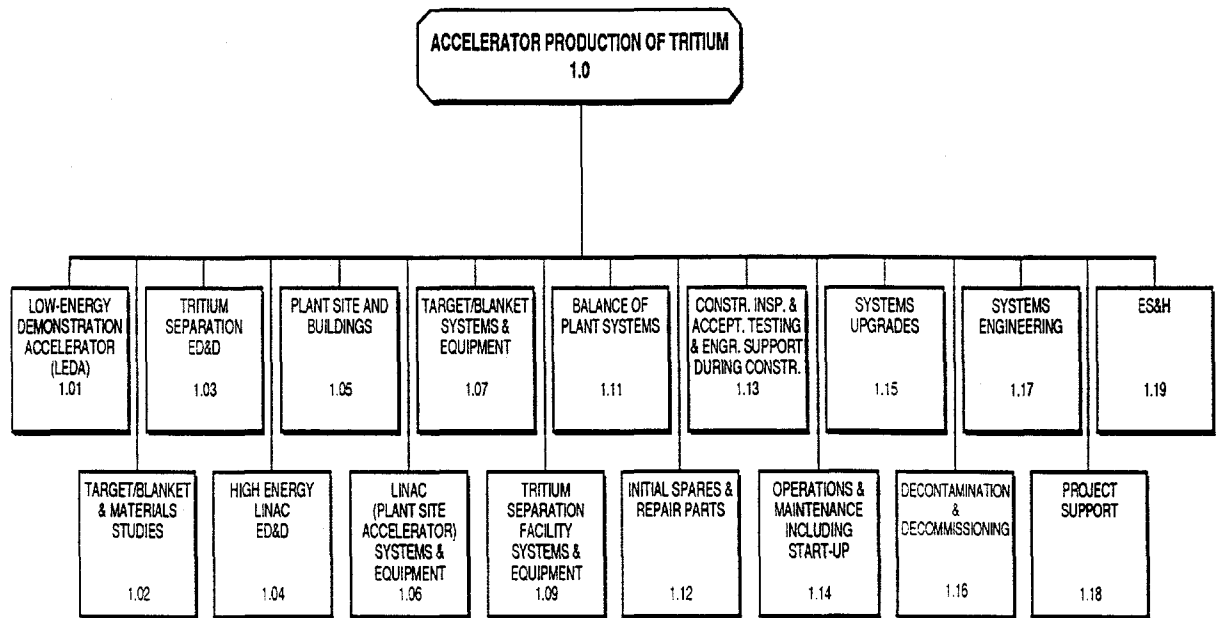 ACCELERATOR PRODUCTION OF TRITIUM
1.0
LOW-ENERGY
DEMONSTRATION
ACCELERATOR
(LEDA)
1.01
TRITIUM
SEPARATION
ED&D
1.03
PLANT SITE AND
BUILDINGS
1.05
TARGET/BLANKET
SYSTEMS &
EQUIPMENT
1.07
BALANCE OF
PLANT SYSTEMS
1.11
CONSTR. INSP. &
ACCEPT. TESTING
& ENGR. SUPPORT
DURING CONSTR.
1.13
SYSTEMS
UPGRADES
1.15
SYSTEMS
ENGINEERING
1.17
ES&H
1.19
TARGET/BLANKET
& MATERIALS
STUDIES
1.02
HIGH ENERGY
LINAC
ED&D
1.04
LINAC
(PLANT SITE
ACCELERATOR)
SYSTEMS &
EQUIPMENT
1.06
TRITIUM
SEPARATION
FACILITY
SYSTEMS &
EQUIPMENT
1.09
INITIAL SPARES &
REPAIR PARTS
1.12
OPERATIONS &
MAINTENANCE
INCLUDING
START-UP
1.14
DECONTAMINATION
&
DECOMMISSIONING
1.16
PROJECT
SUPPORT
1.18